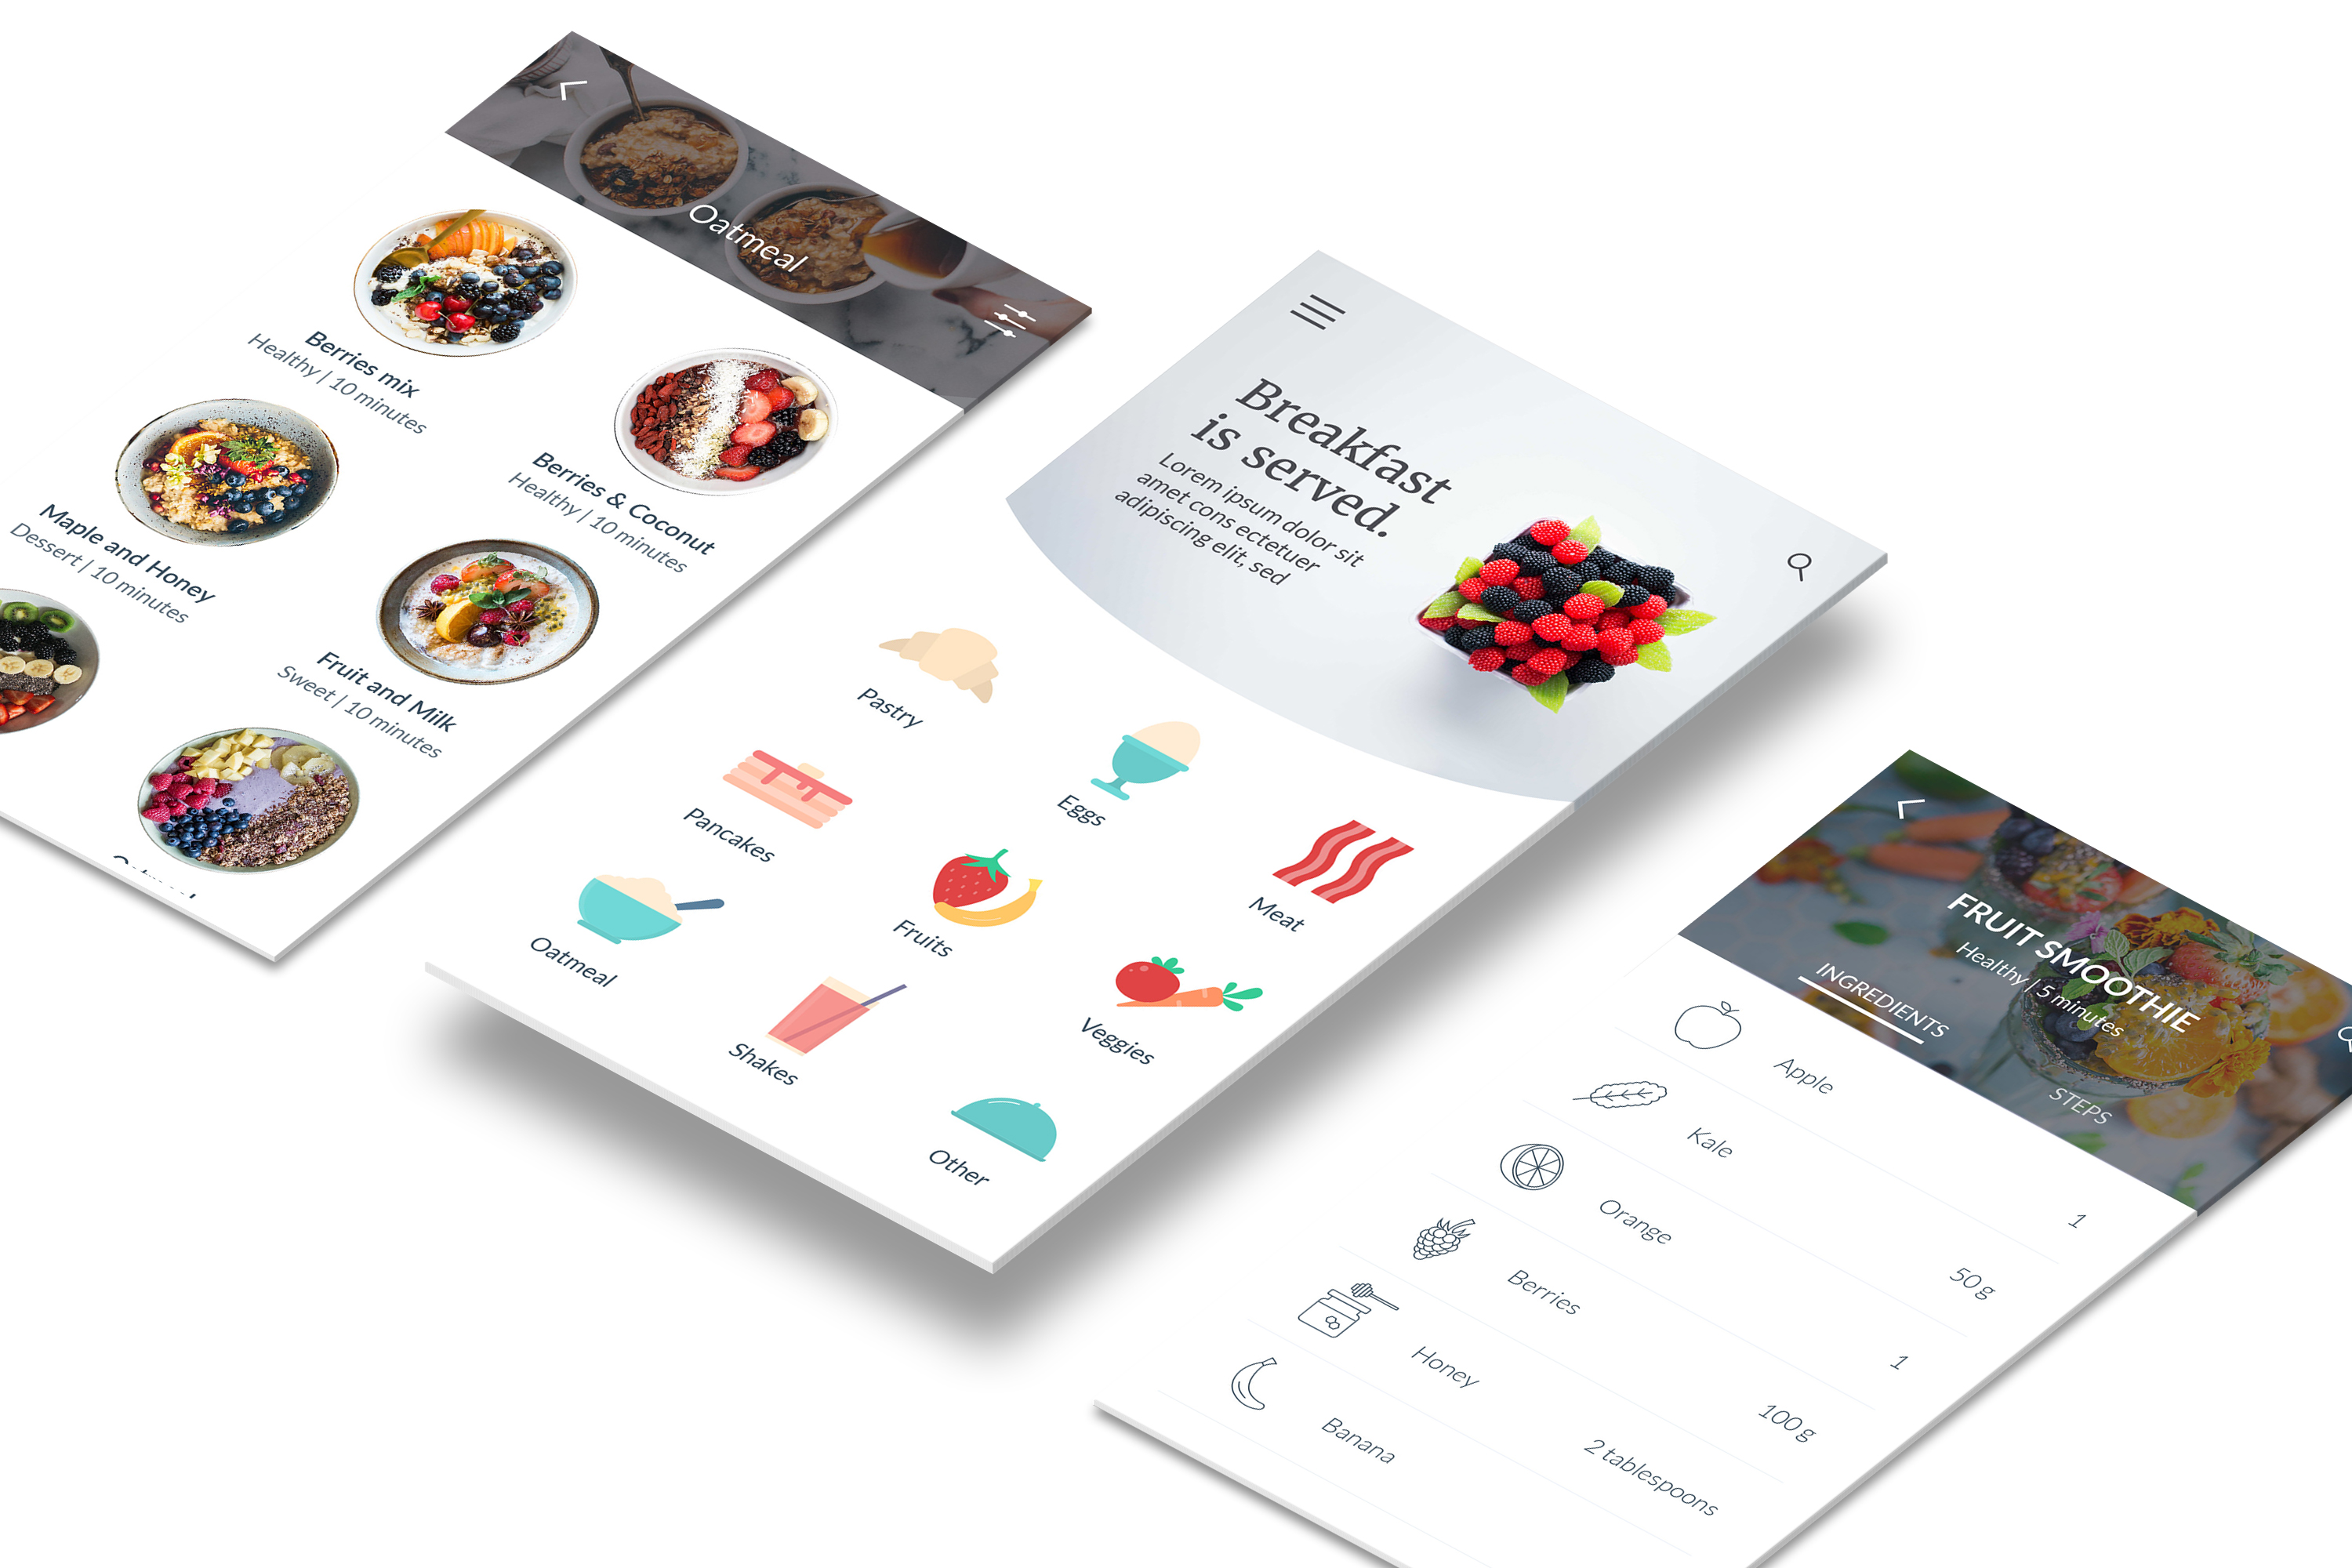 Oatmeal
Berries mix
Healthy | 10 minutes
Berries & Coconut
Healthy | 10 minutes
Maple and Honey
Dessert | 10 minutes
Fruit and Milk
Sweet | 10 minutes
Breakfast
is served.
Lorem ipsum dolor sit
amet cons ectetuer
adipiscing elit, sed
Pastry
Eggs
Meat
Pancakes
Fruits
Veggies
Oatmeal
Shakes
Other
FRUIT SMOOTHIE
Healthy | 5 minutes
INGREDIENTS
STEPS
Apple
1
Kale
50 g
Orange
1
Berries
100 g
Honey
2 tablespoons
Banana